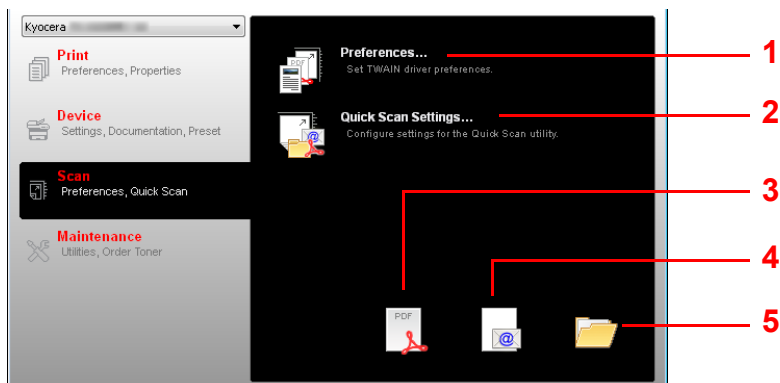 Kyocera
Print
Preferences, Properties
Device
Settings, Documentation, Preset
Scan
Preferences, Quick Scan
Maintenance
Utilities, Order Toner
Preferences...
Set TWAIN driver preferences.
Quick Scan Settings...
Configure settings for the Quick Scan utility.
PDF
PDF
@
@
1
2
3
4
5